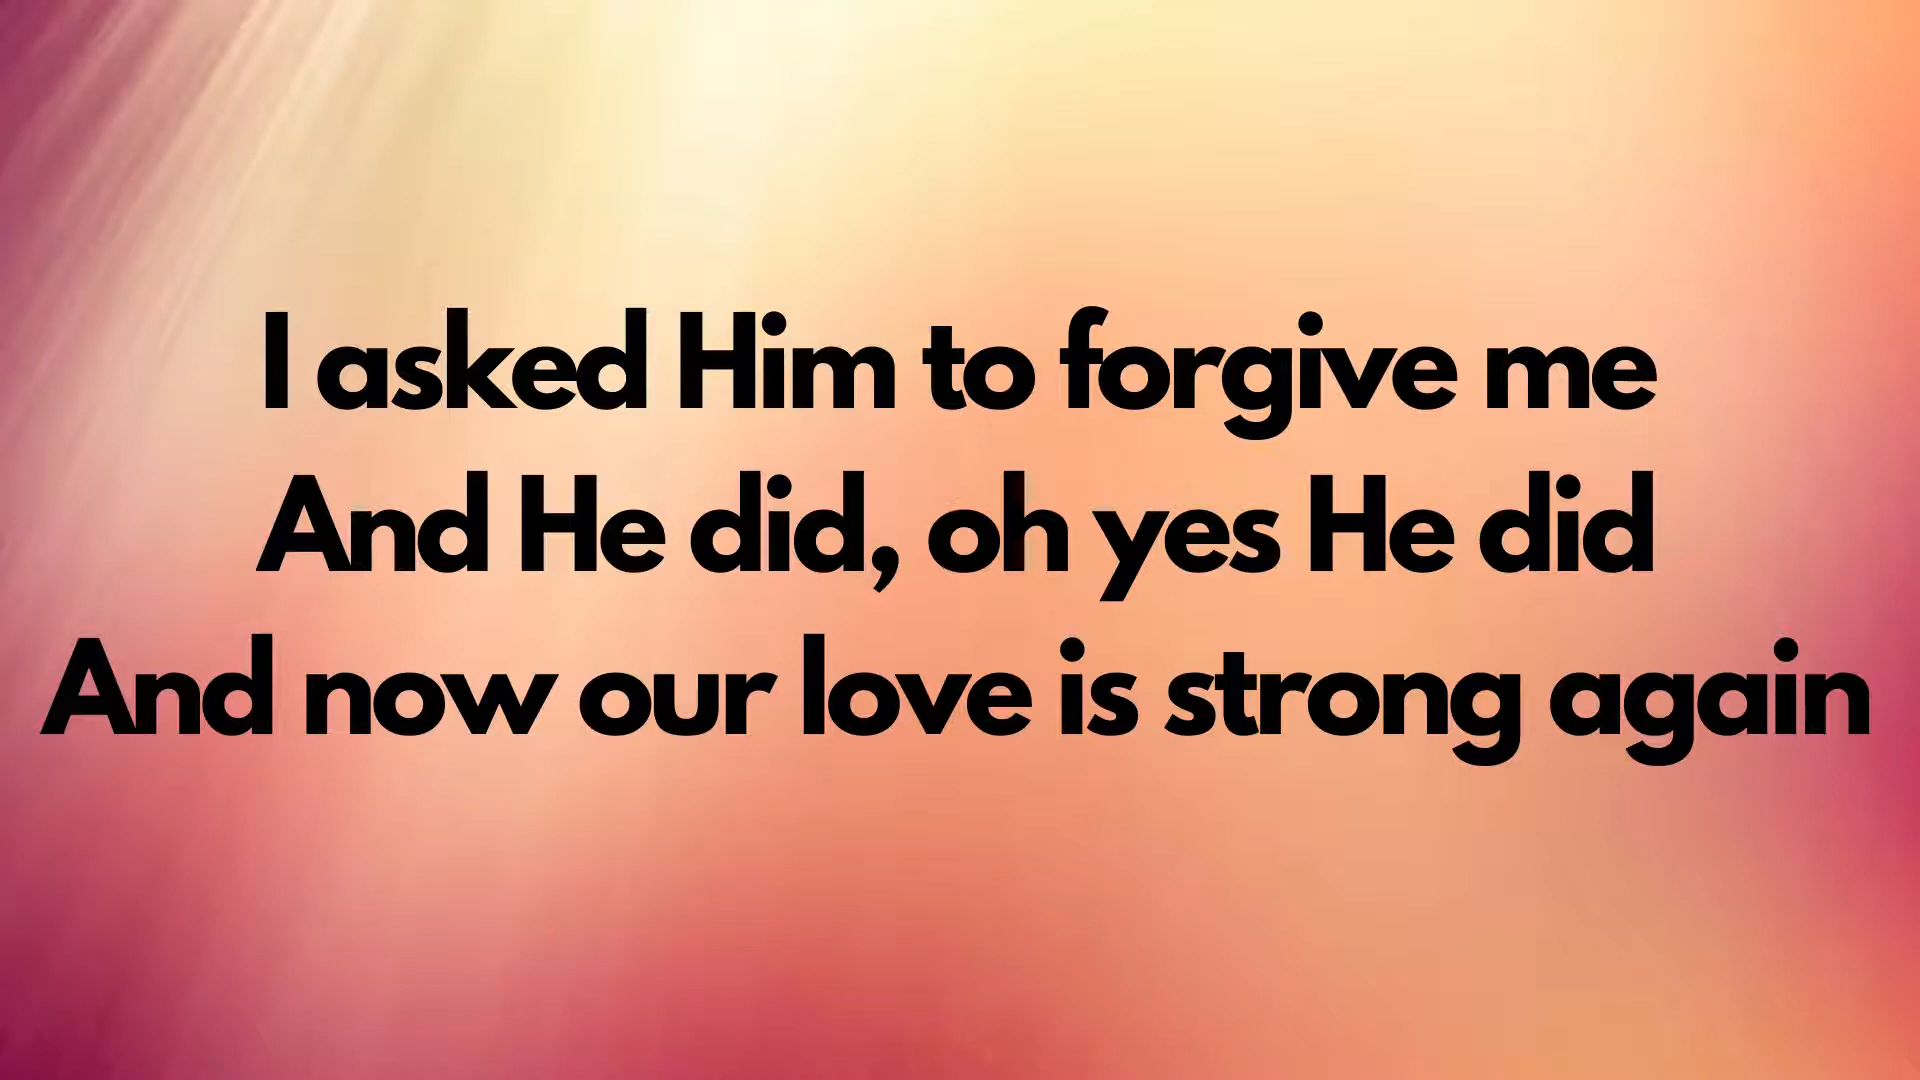 I asked Him to forgive me
And He did, oh yes He did
And now our love is strong again